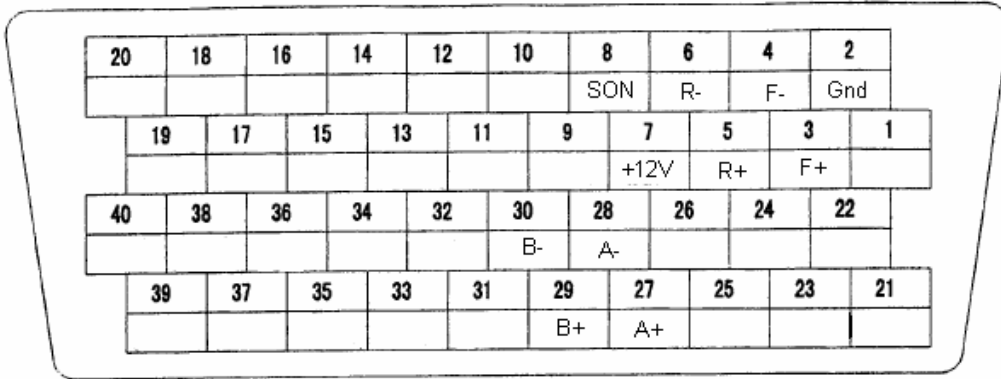 20 18 16 14 12 10 8 6 4 2
SON R- F- Gnd
19 17 15 13 11 9 7 5 3 1
+12V R+ F+
40 38 36 34 32 30 28 26 24 22
B- A-
39 37 35 33 31 29 27 25 23 21
B+ A+